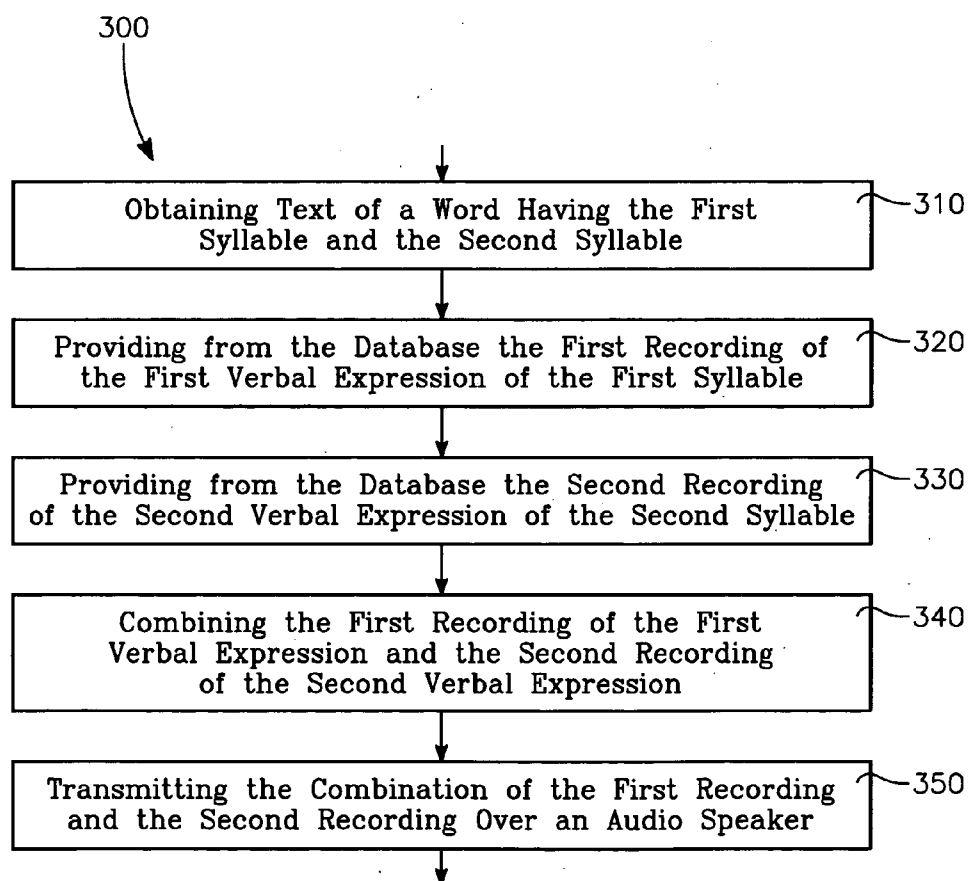 300
Obtaining Text of a Word Having the First
Syllable and the Second Syllable
310
Providing from the Database the First Recording of
the First Verbal Expression of the First Syllable
320
Providing from the Database the Second Recording
of the Second Verbal Expression of the Second Syllable
330
Combining the First Recording of the First
Verbal Expression and the Second Recording
of the Second Verbal Expression
340
Transmitting the Combination of the First Recording
and the Second Recording Over an Audio Speaker
350